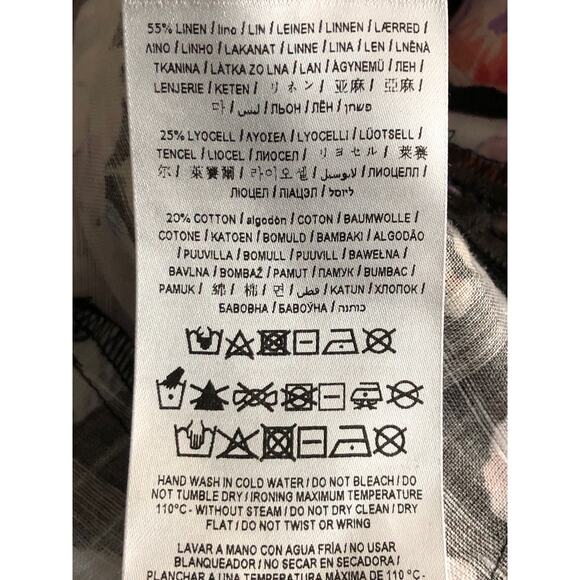 55% LINEN / lino / LIN / LEINEN / LINNEN / LÆRRED /
ΛΙΝΟ / LINHO / LAKANAT / LINNE / LINA / LEN / LNĚNÁ
TKANINA / LÁTKA ZO LNA / LAN / ÁGYNEMŰ / ЛЕН /
LENJERIE / KETEN / リネン / 亚麻 / 亞麻 /
마 / لينس / ЛЬОН / ЛЁН / פשתן
25% LYOCELL / ΛΥΟΣΕΛ / LYOCELLI / LÜOTSELL /
TENCEL / LIOCEL / ЛИОСЕЛ / リヨセル / 莱赛
尔 / 萊賽爾 / 라이오셀 / لايوسيل / ЛИОЦЕЛЛ /
ЛІОЦЕЛ / ЛІАЦЭЛ / ליוסל
20% COTTON / algodón / COTON / BAUMWOLLE /
COTONE / KATOEN / BOMULD / BAMBAKI / ALGODÃO
/ PUUVILLA / BOMULL / PUUVILL / BAWEŁNA /
BAVLNA / BOMBAŽ / PAMUT / ПАМУК / BUMBAC /
PAMUK / 綿 / 棉 / 면 / قطن / KATUN / ХЛОПОК /
БАВОВНА / БАВОЎНА / כותנה
HAND WASH IN COLD WATER / DO NOT BLEACH / DO
NOT TUMBLE DRY / IRONING MAXIMUM TEMPERATURE
110°C - WITHOUT STEAM / DO NOT DRY CLEAN / DRY
FLAT / DO NOT TWIST OR WRING
LAVAR A MANO CON AGUA FRÍA / NO USAR
BLANQUEADOR / NO SECAR EN SECADORA /
PLANCHAR A UNA TEMPERATURA MÁXIMA DE 110 °C